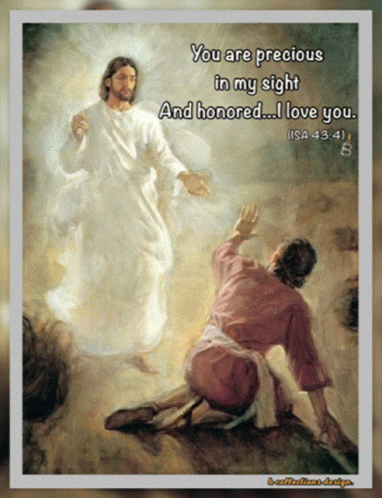 You are precious
in my sight
And honored...I love you.
(ISA 43:4)
B
& collections design.